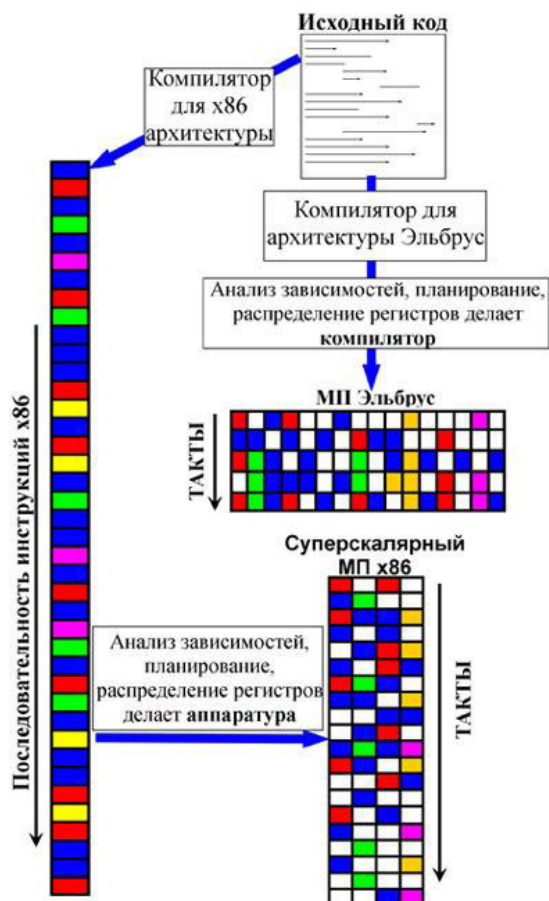 Исходный код
Компилятор
для x86
архитектуры
Компилятор для
архитектуры Эльбрус
Анализ зависимостей, планирование,
распределение регистров делает
компилятор
МП Эльбрус
ТАКТЫ
Последовательность инструкций x86
Суперскалярный
МП x86
Анализ зависимостей,
планирование,
распределение регистров
делает аппаратура
ТАКТЫ